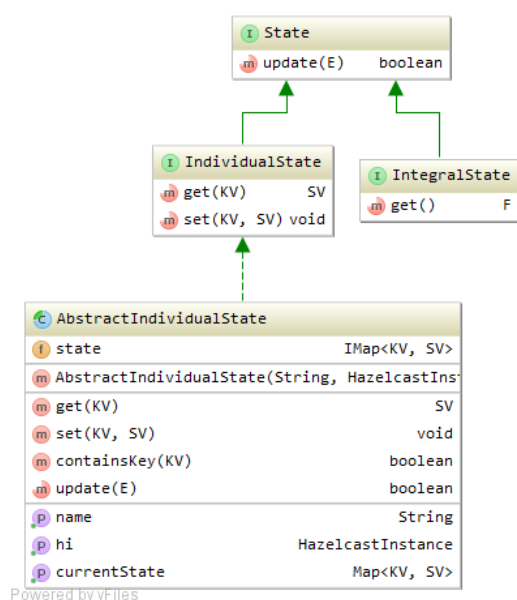 I State
m update(E) boolean
I IndividualState
m get(KV) SV
m set(KV, SV) void
I IntegralState
m get() F
C AbstractIndividualState
f state IMap<KV, SV>
m AbstractIndividualState(String, HazelcastInst
m get(KV) SV
m set(KV, SV) void
m containsKey(KV) boolean
m update(E) boolean
p name String
p hi HazelcastInstance
p currentState Map<KV, SV>
Powered by yFiles